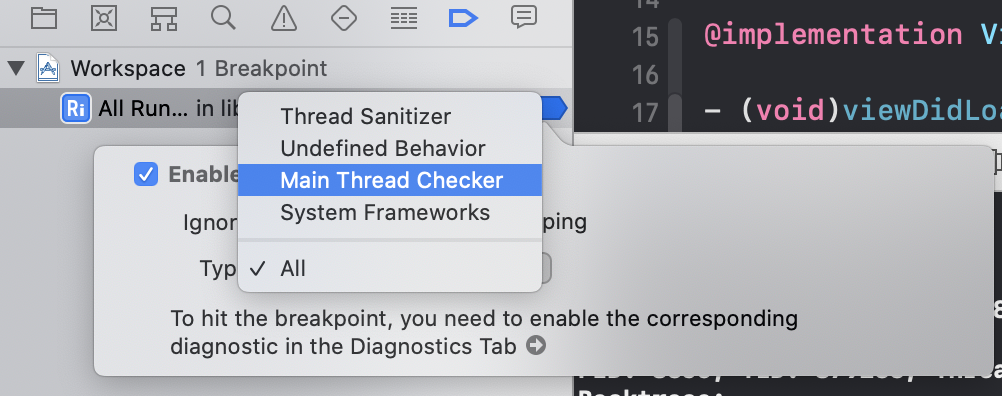 14
15 @implementation Vi
16
17 - (void)viewDidLoa
Workspace 1 Breakpoint
Ri All Run... in lib
Thread Sanitizer
Undefined Behavior
Main Thread Checker
System Frameworks
✓ All
Enable
Ignor
ping
Typ
To hit the breakpoint, you need to enable the corresponding
diagnostic in the Diagnostics Tab